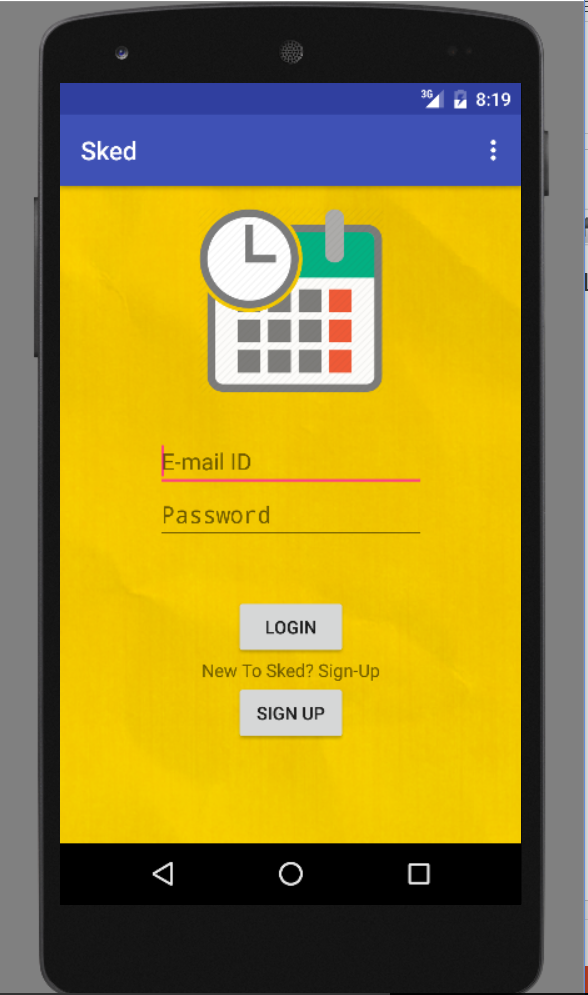 3G 8:19
Sked
E-mail ID
Password
LOGIN
New To Sked? Sign-Up
SIGN UP